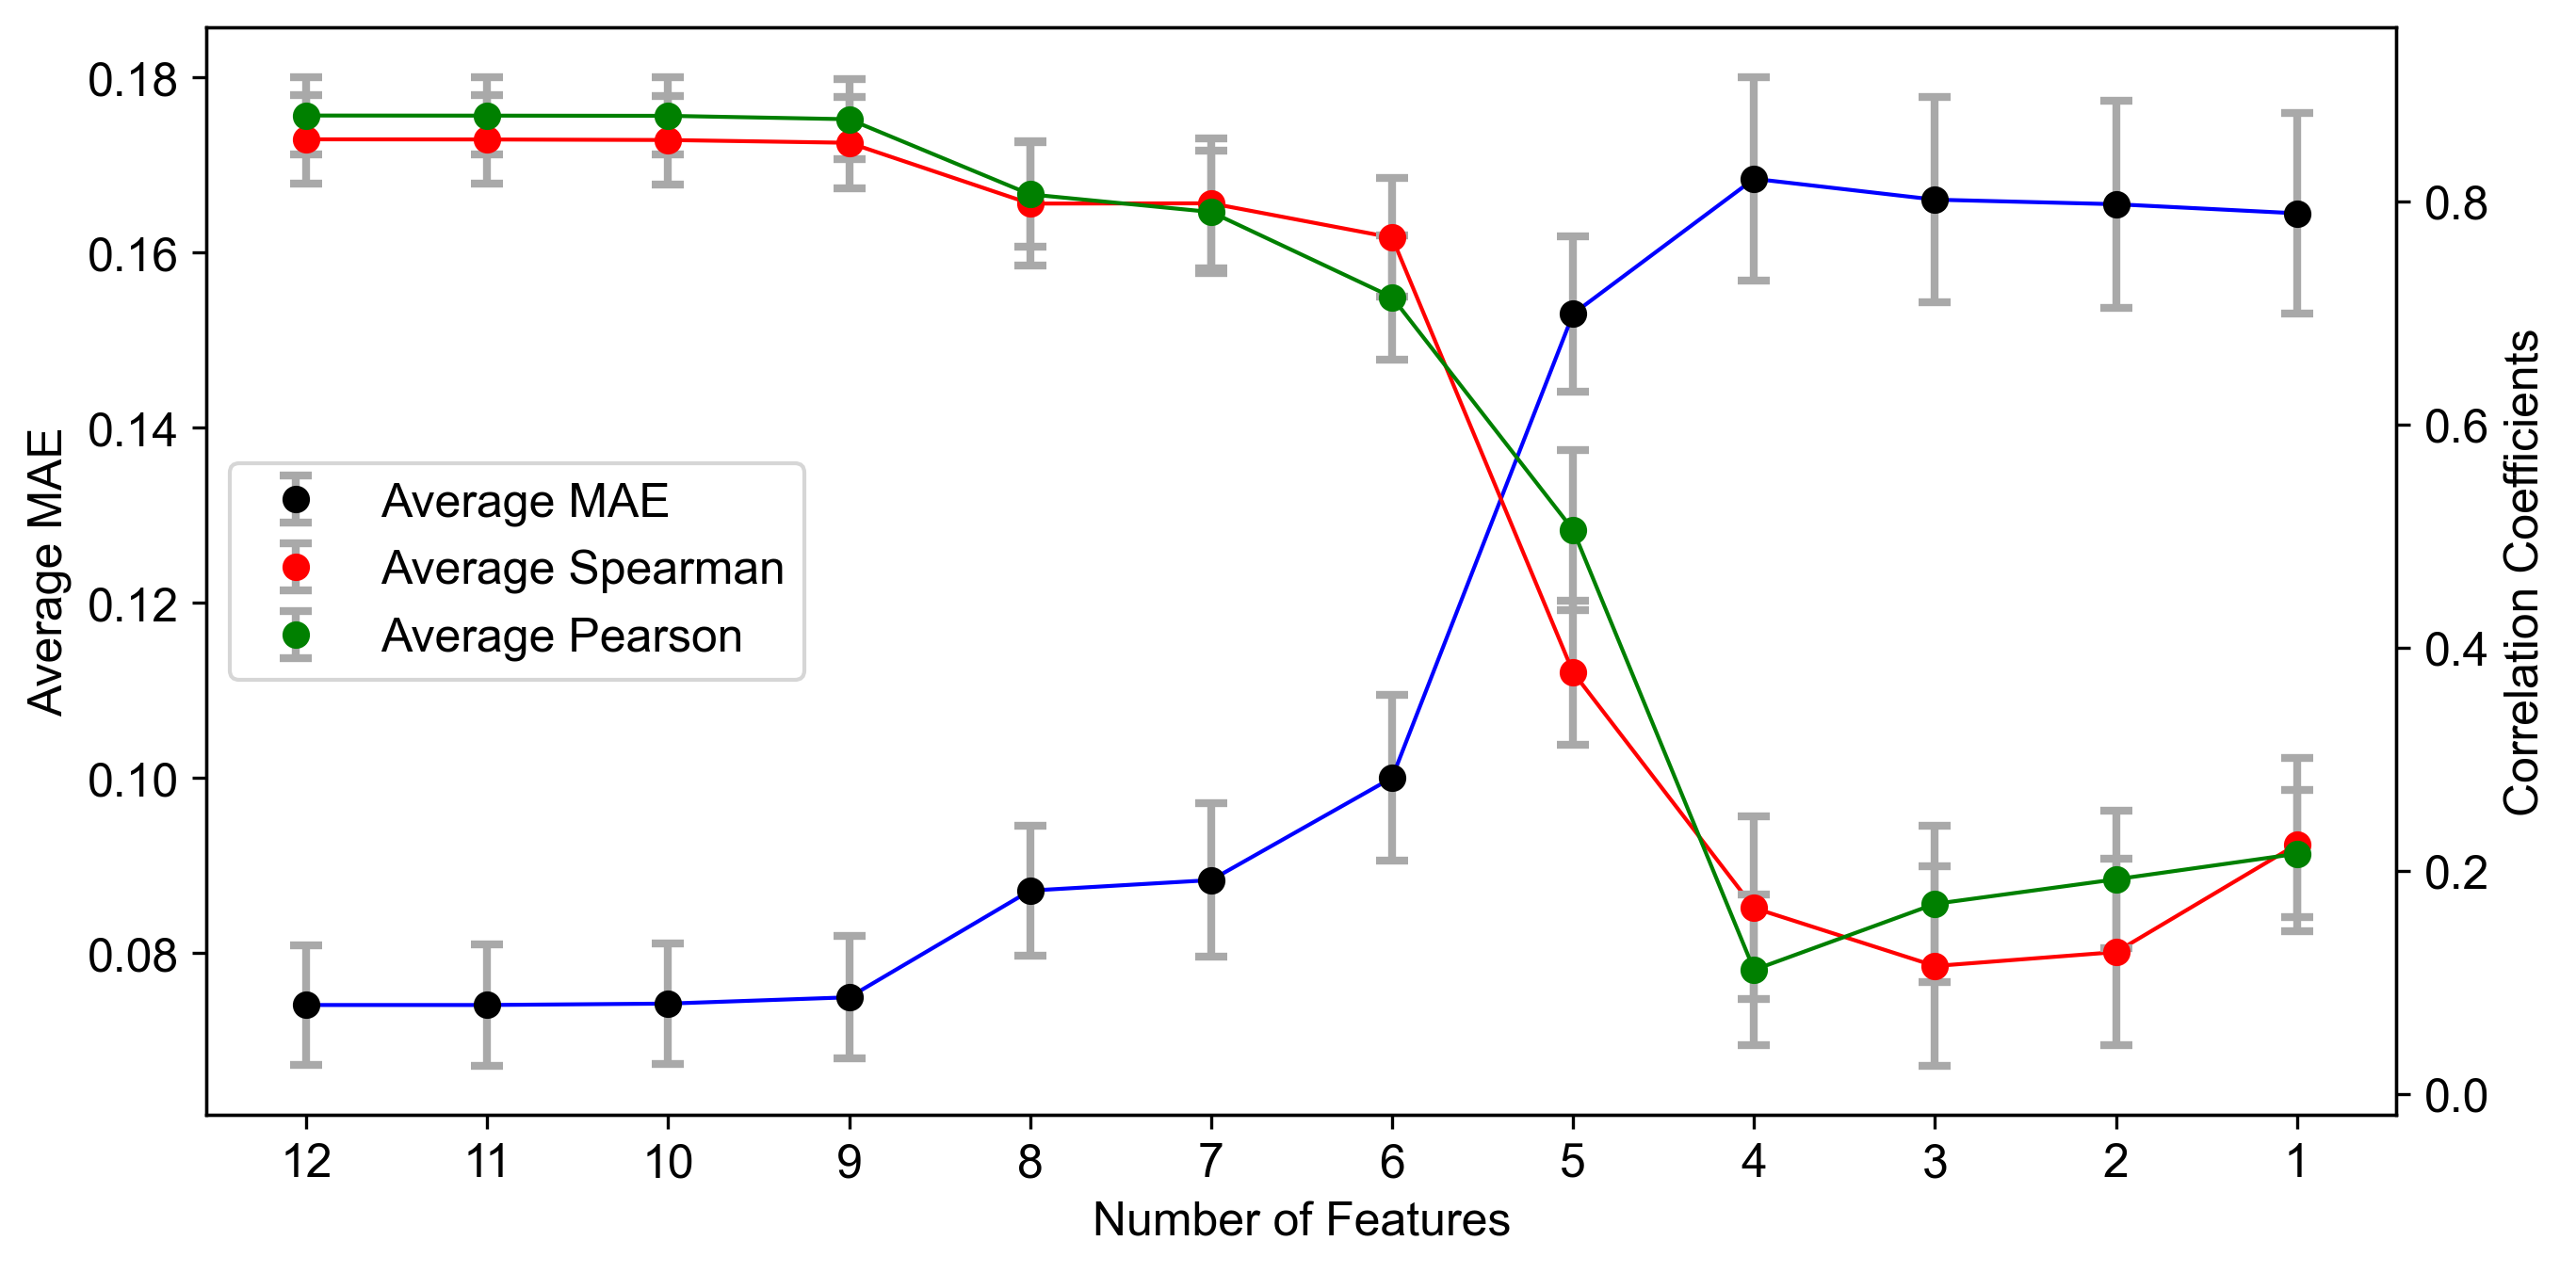 0.18
0.16
0.14
0.12
0.10
0.08
Average MAE
Average MAE
Average Spearman
Average Pearson
0.8
0.6
0.4
0.2
0.0
Correlation Coefficients
12 11 10 9 8 7 6 5 4 3 2 1
Number of Features